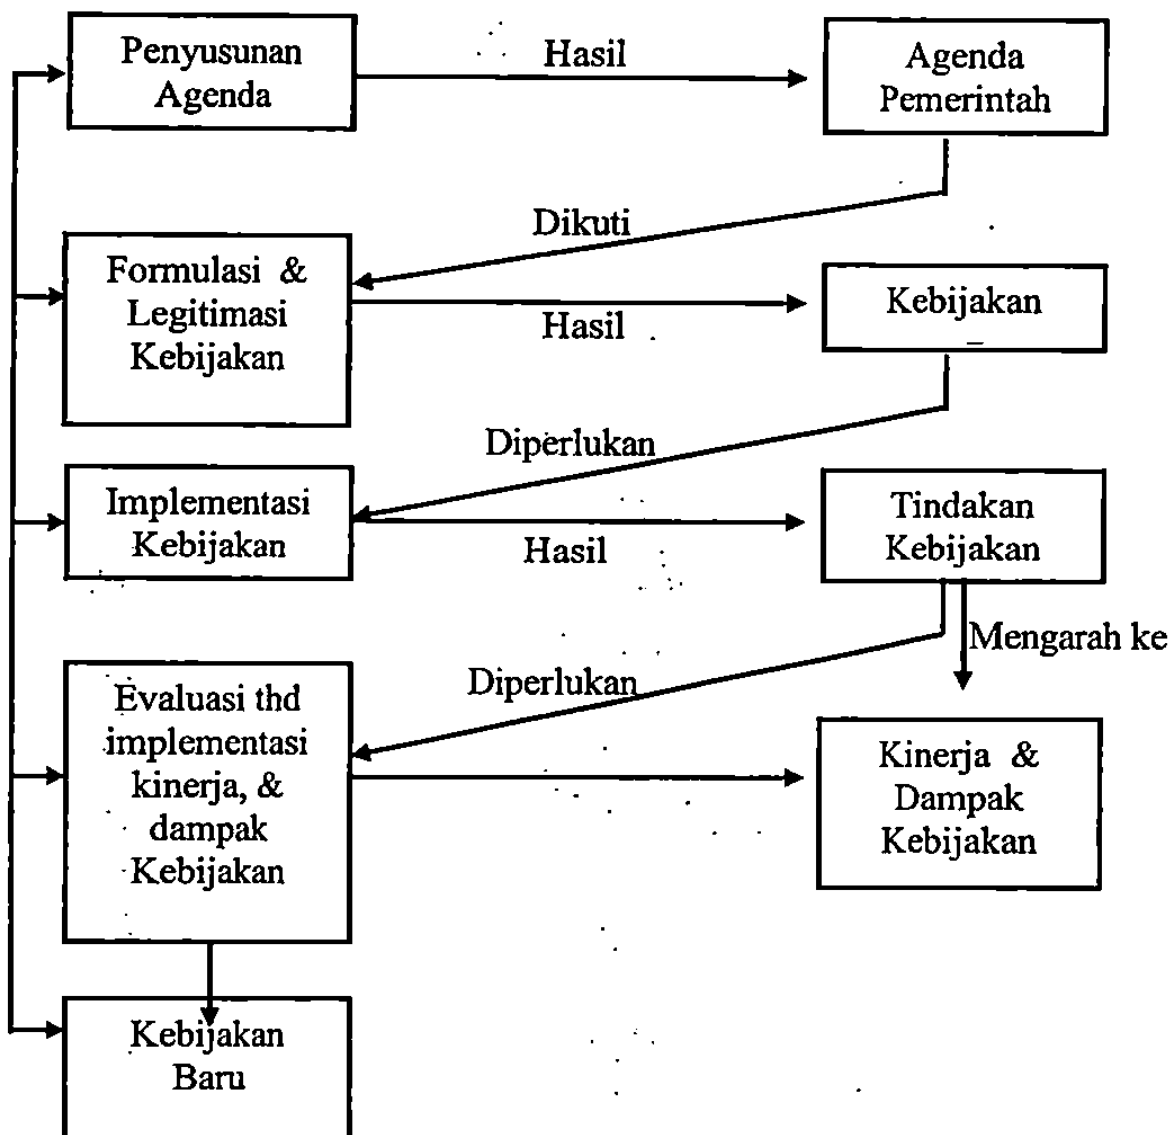 Penyusunan
Agenda
Hasil
Agenda
Pemerintah
Dikuti
Formulasi &
Legitimasi
Kebijakan
Hasil
Kebijakan
Diperlukan
Implementasi
Kebijakan
Hasil
Tindakan
Kebijakan
Mengarah ke
Diperlukan
Evaluasi thd
implementasi
kinerja, &
dampak
Kebijakan
Kinerja &
Dampak
Kebijakan
Kebijakan
Baru